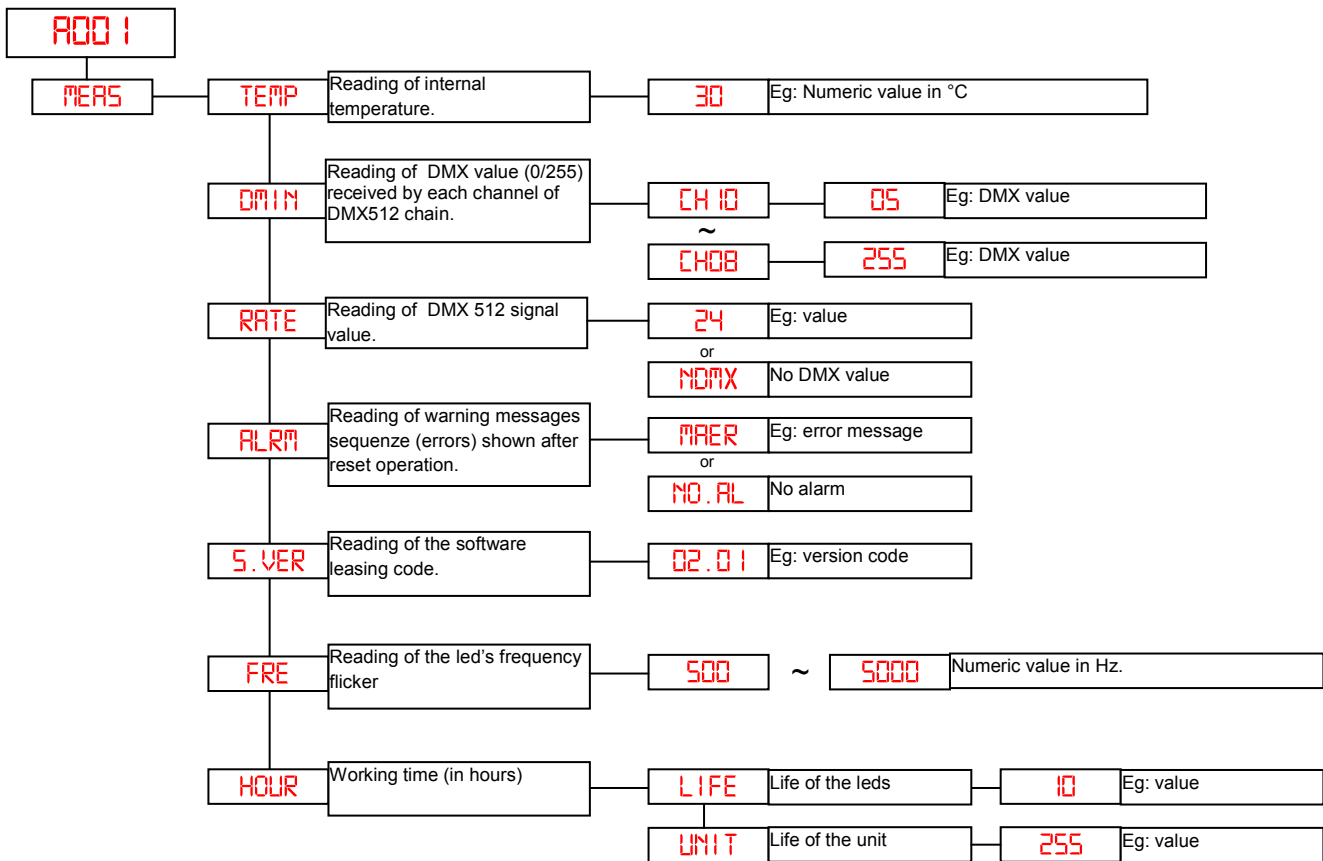 A001
MEAS
TEMP
Reading of internal
temperature.
30
Eg: Numeric value in °C
DMIN
Reading of DMX value (0/255)
received by each channel of
DMX512 chain.
CH10
05
Eg: DMX value
~
CH08
255
Eg: DMX value
RATE
Reading of DMX 512 signal
value.
24
Eg: value
or
NDMX
No DMX value
ALRM
Reading of warning messages
sequenze (errors) shown after
reset operation.
MAER
Eg: error message
or
NO.AL
No alarm
S.VER
Reading of the software
leasing code.
02.01
Eg: version code
FRE
Reading of the led’s frequency
flicker
500
~
5000
Numeric value in Hz.
HOUR
Working time (in hours)
LIFE
Life of the leds
10
Eg: value
UNIT
Life of the unit
255
Eg: value